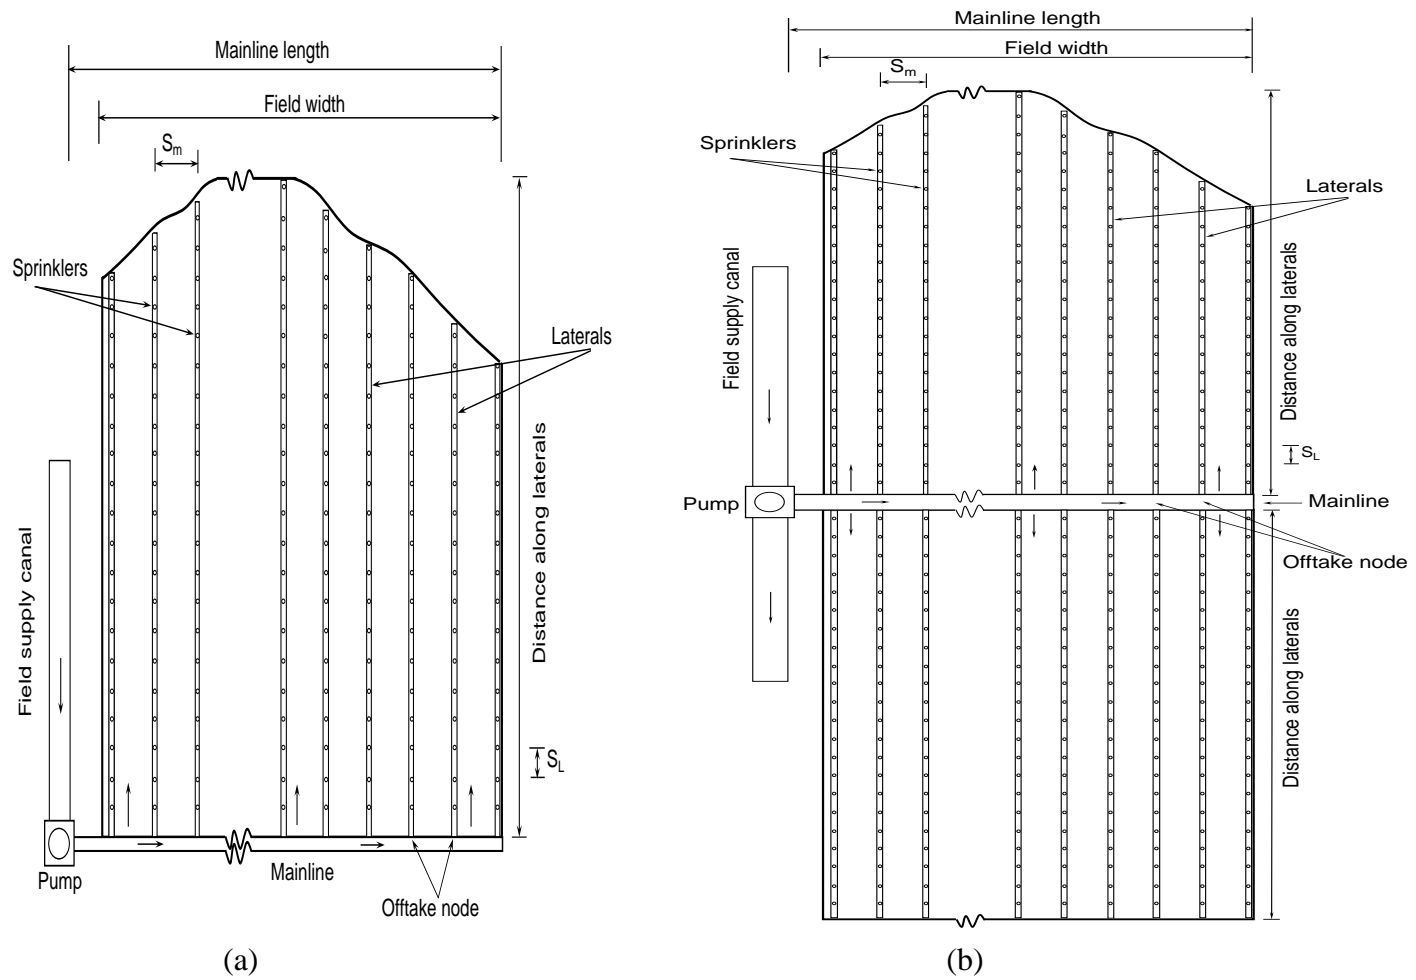 Mainline length
Field width
Sm
Sprinklers
Laterals
Distance along laterals
Field supply canal
SL
Mainline
Pump
Offtake node
(a)
Mainline length
Field width
Sm
Sprinklers
Laterals
Field supply canal
Distance along laterals
SL
Pump
Mainline
Offtake node
Distance along laterals
(b)